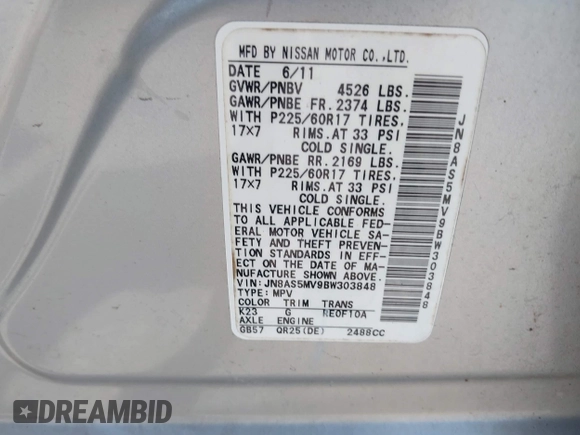 MFD BY NISSAN MOTOR CO.,LTD.
DATE 6/11
GVWR/PNBV 4526 LBS.
GAWR/PNBE FR. 2374 LBS.
WITH P225/60R17 TIRES.
17×7 RIMS.AT 33 PSI
COLD SINGLE.
GAWR/PNBE RR. 2169 LBS.
WITH P225/60R17 TIRES.
17×7 RIMS.AT 33 PSI
COLD SINGLE.
THIS VEHICLE CONFORMS
TO ALL APPLICABLE FED-
ERAL MOTOR VEHICLE SA-
FETY AND THEFT PREVEN-
TION STANDARDS IN EFF-
ECT ON THE DATE OF MA-
NUFACTURE SHOWN ABOVE.
VIN:JN8AS5MV9BW303848
TYPE:MPV
COLOR TRIM TRANS
K23 G RE0F10A
AXLE ENGINE
GB57 QR25(DE) 2488CC
JN8AS5MV9BW303848
DREAMBID